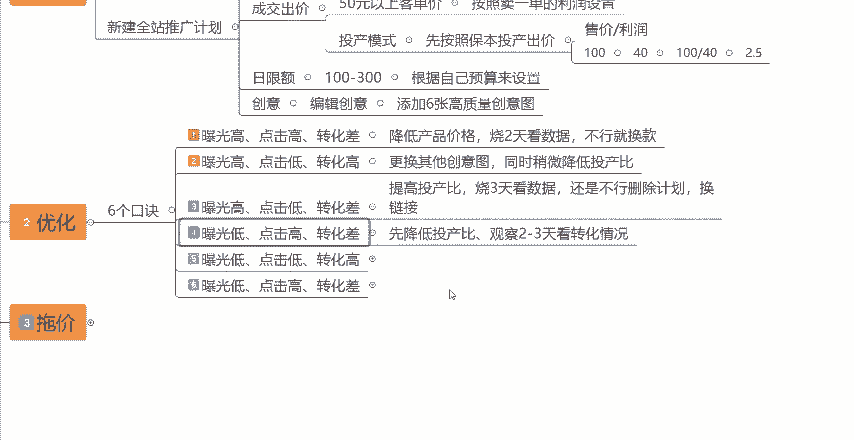 成交出价 50元以上客单价 按照卖一单的利润设置
新建全站推广计划
投产模式 先按照保本投产出价 售价/利润
100 40 100/40 2.5
日限额 100-300 根据自己预算来设置
创意 编辑创意 添加6张高质量创意图
1 曝光高、点击高、转化差 降低产品价格，烧2天看数据，不行就换款
2 曝光高、点击低、转化高 更换其他创意图，同时稍微降低投产比
3 曝光高、点击低、转化差 提高投产比，烧3天看数据，还是不行删除计划，换
链接
2 优化 6个口诀
4 曝光低、点击高、转化差 先降低投产比、观察2-3天看转化情况
5 曝光低、点击低、转化高
6 曝光低、点击高、转化差
3 拖价